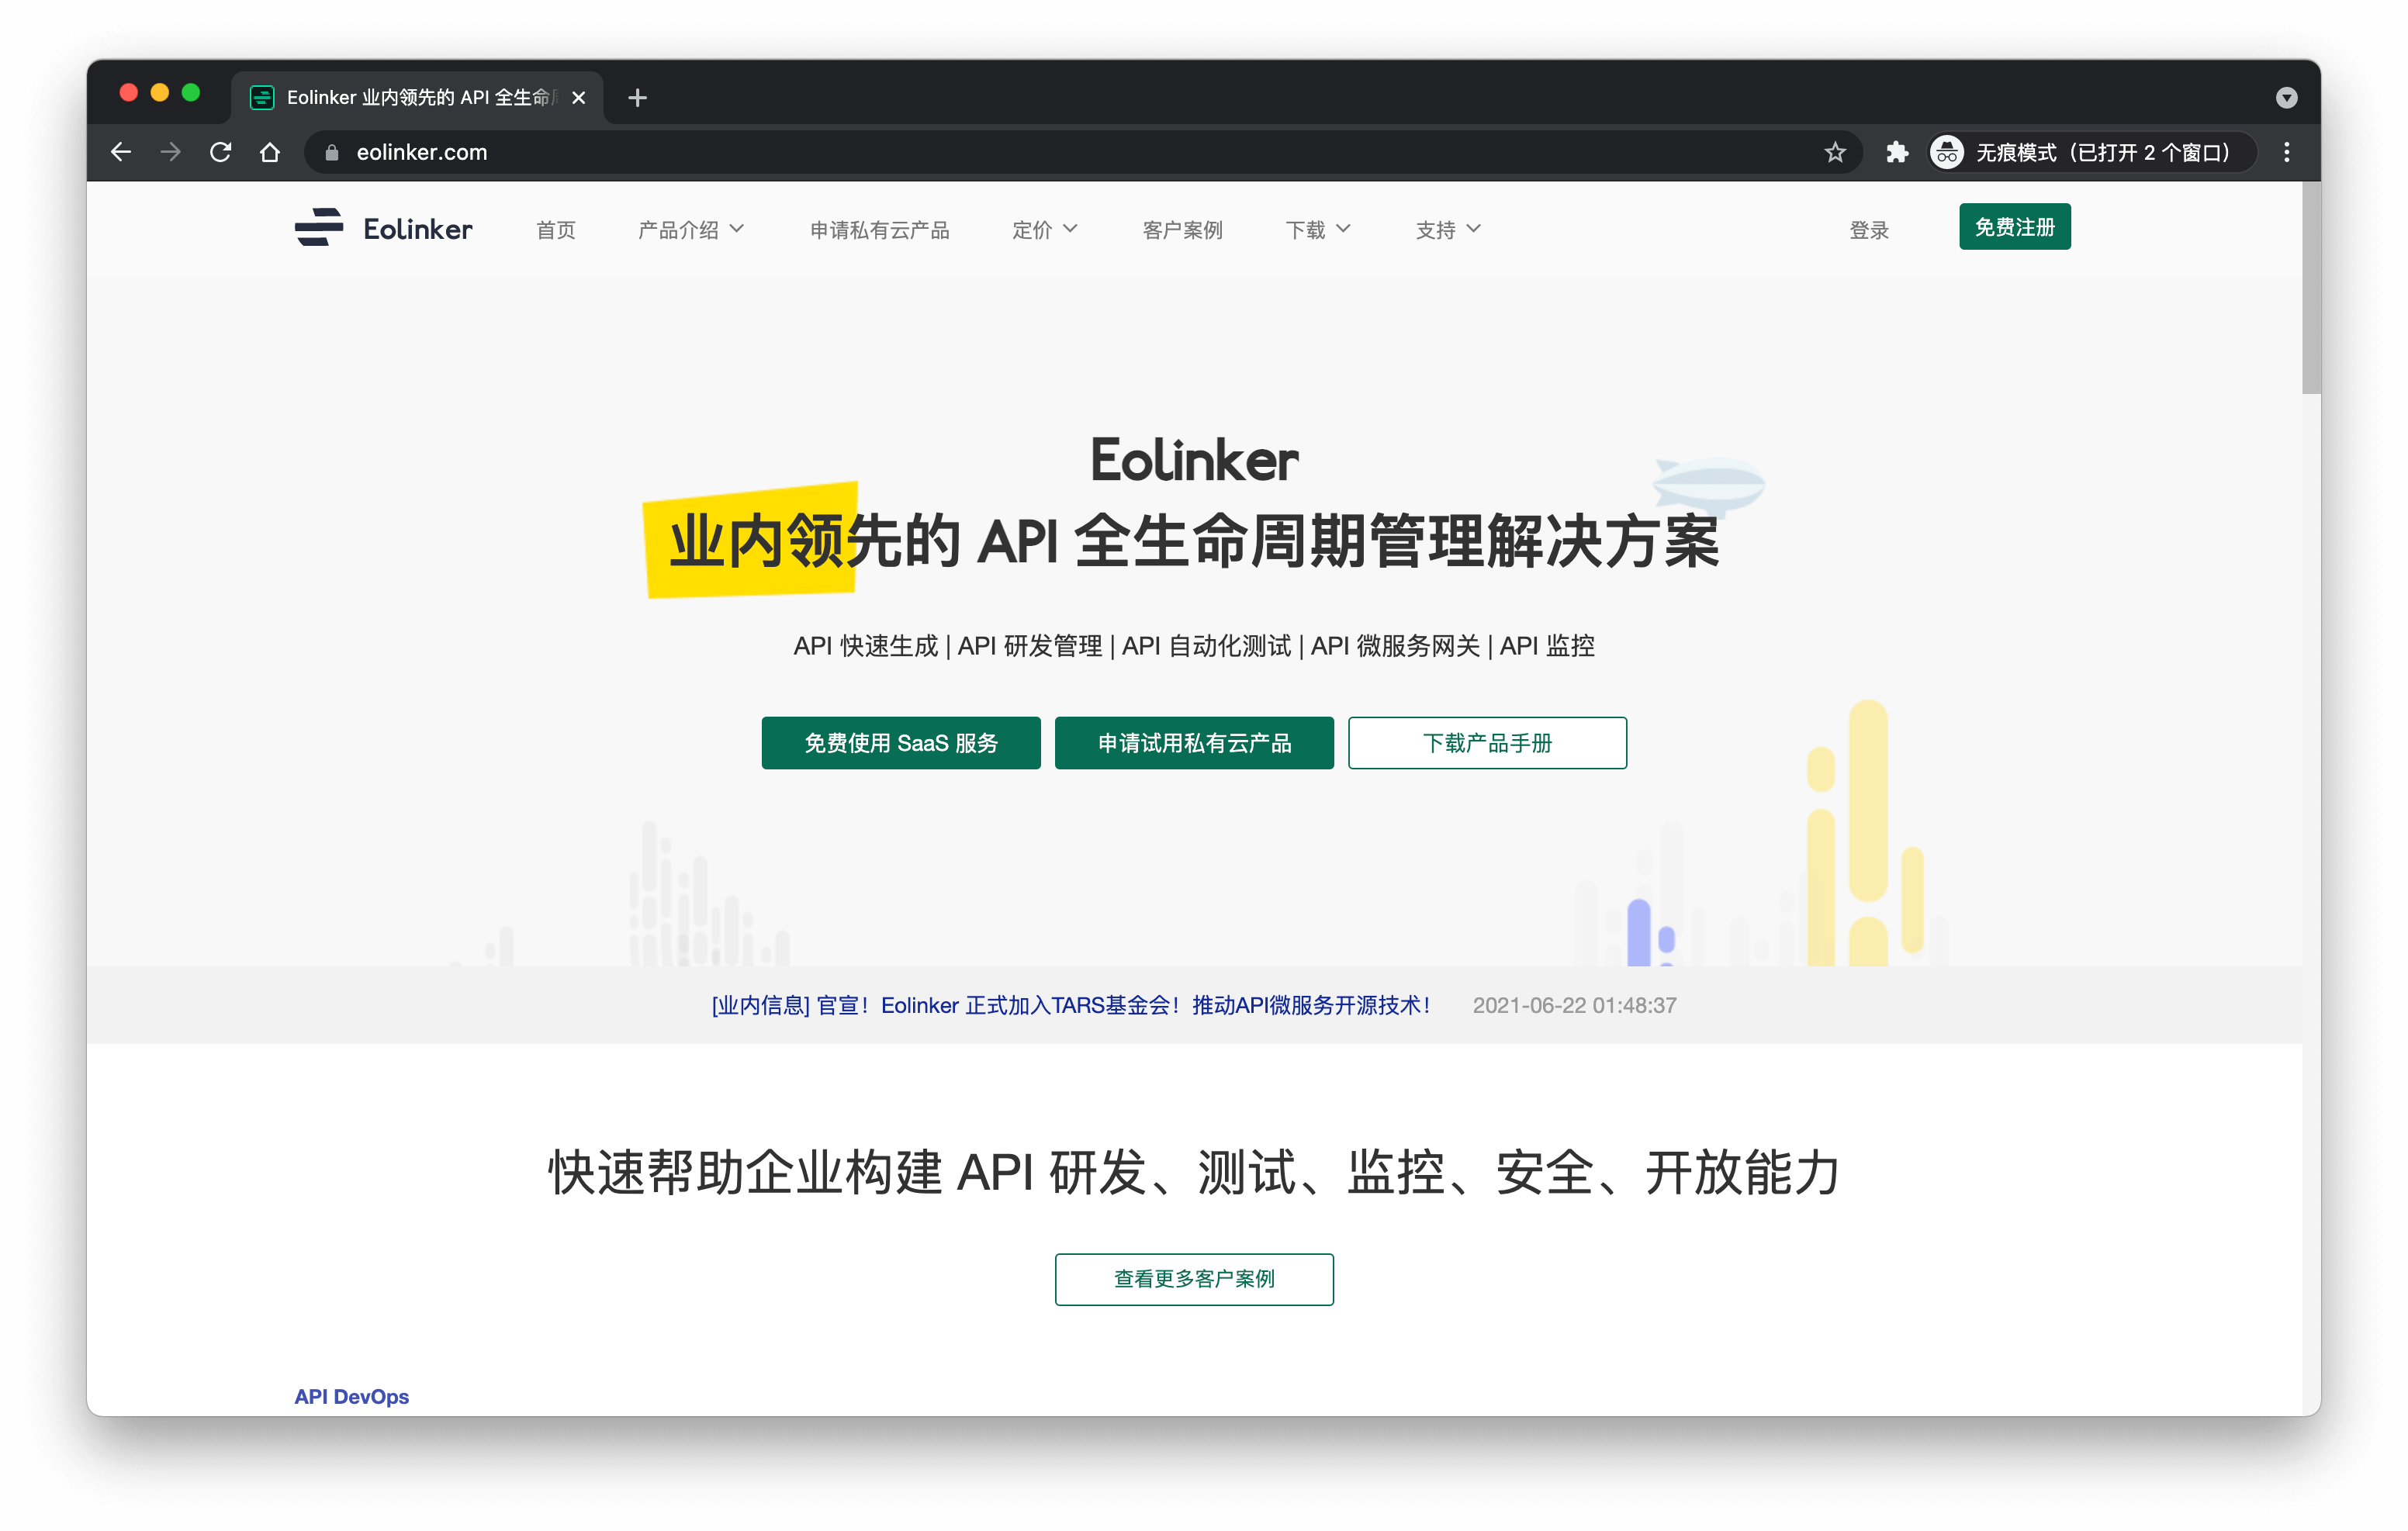 Eolinker 业内领先的 API 全生命
eolinker.com
无痕模式（已打开 2 个窗口）
Eolinker 首页 产品介绍 申请私有云产品 定价 客户案例 下载 支持 登录 免费注册
Eolinker
业内领先的 API 全生命周期管理解决方案
API 快速生成 | API 研发管理 | API 自动化测试 | API 微服务网关 | API 监控
免费使用 SaaS 服务 申请试用私有云产品 下载产品手册
[业内信息] 官宣！Eolinker 正式加入TARS基金会！推动API微服务开源技术！ 2021-06-22 01:48:37
快速帮助企业构建 API 研发、测试、监控、安全、开放能力
查看更多客户案例
API DevOps